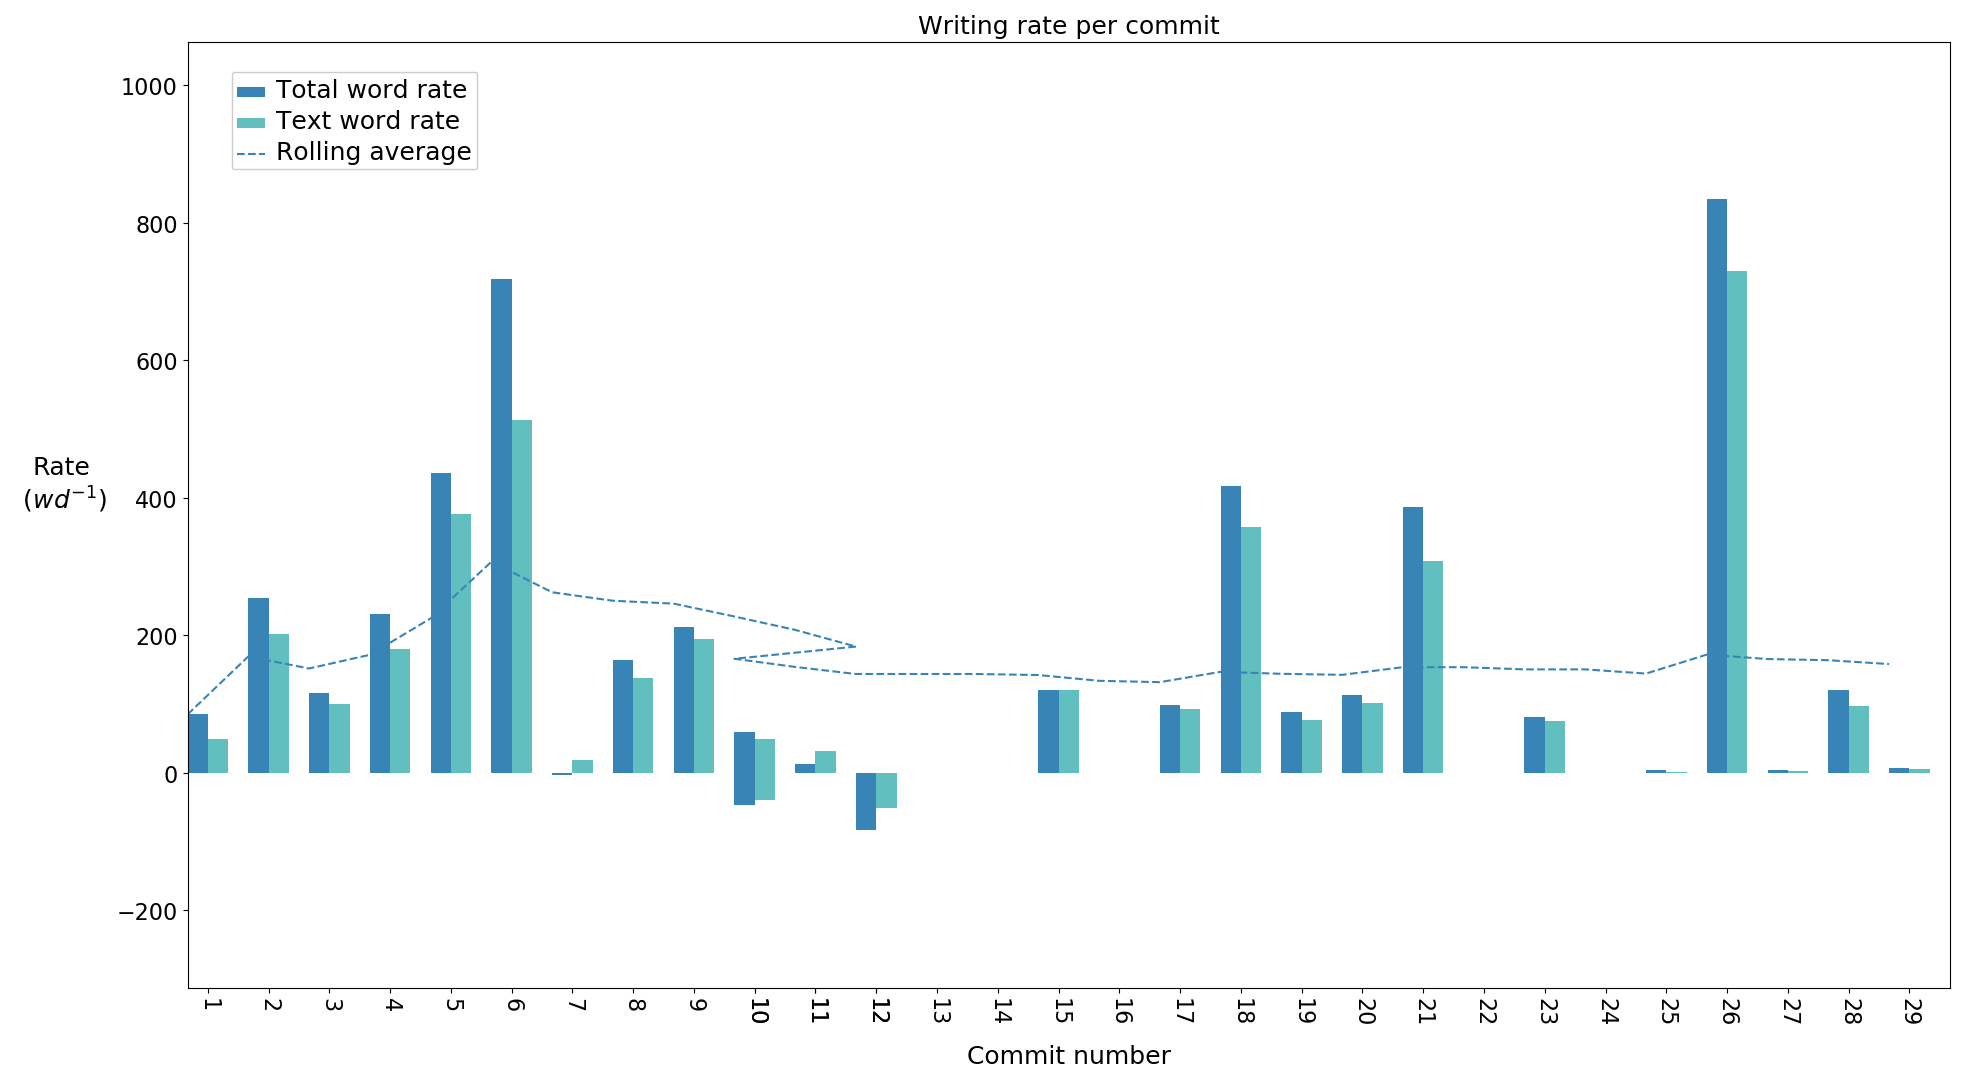 Writing rate per commit
Total word rate
Text word rate
Rolling average
1000
800
600
400
200
0
−200
Rate
(wd⁻¹)
1 2 3 4 5 6 7 8 9 10 11 12 13 14 15 16 17 18 19 20 21 22 23 24 25 26 27 28 29
Commit number